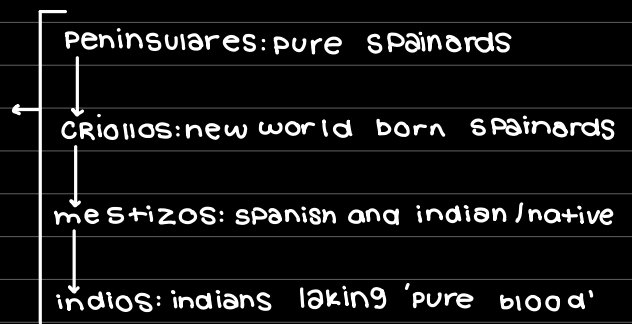 peninsulares: pure spainards
criollos: new world born spainards
mestizos: spanish and indian/native
indios: indians laking 'pure blood'